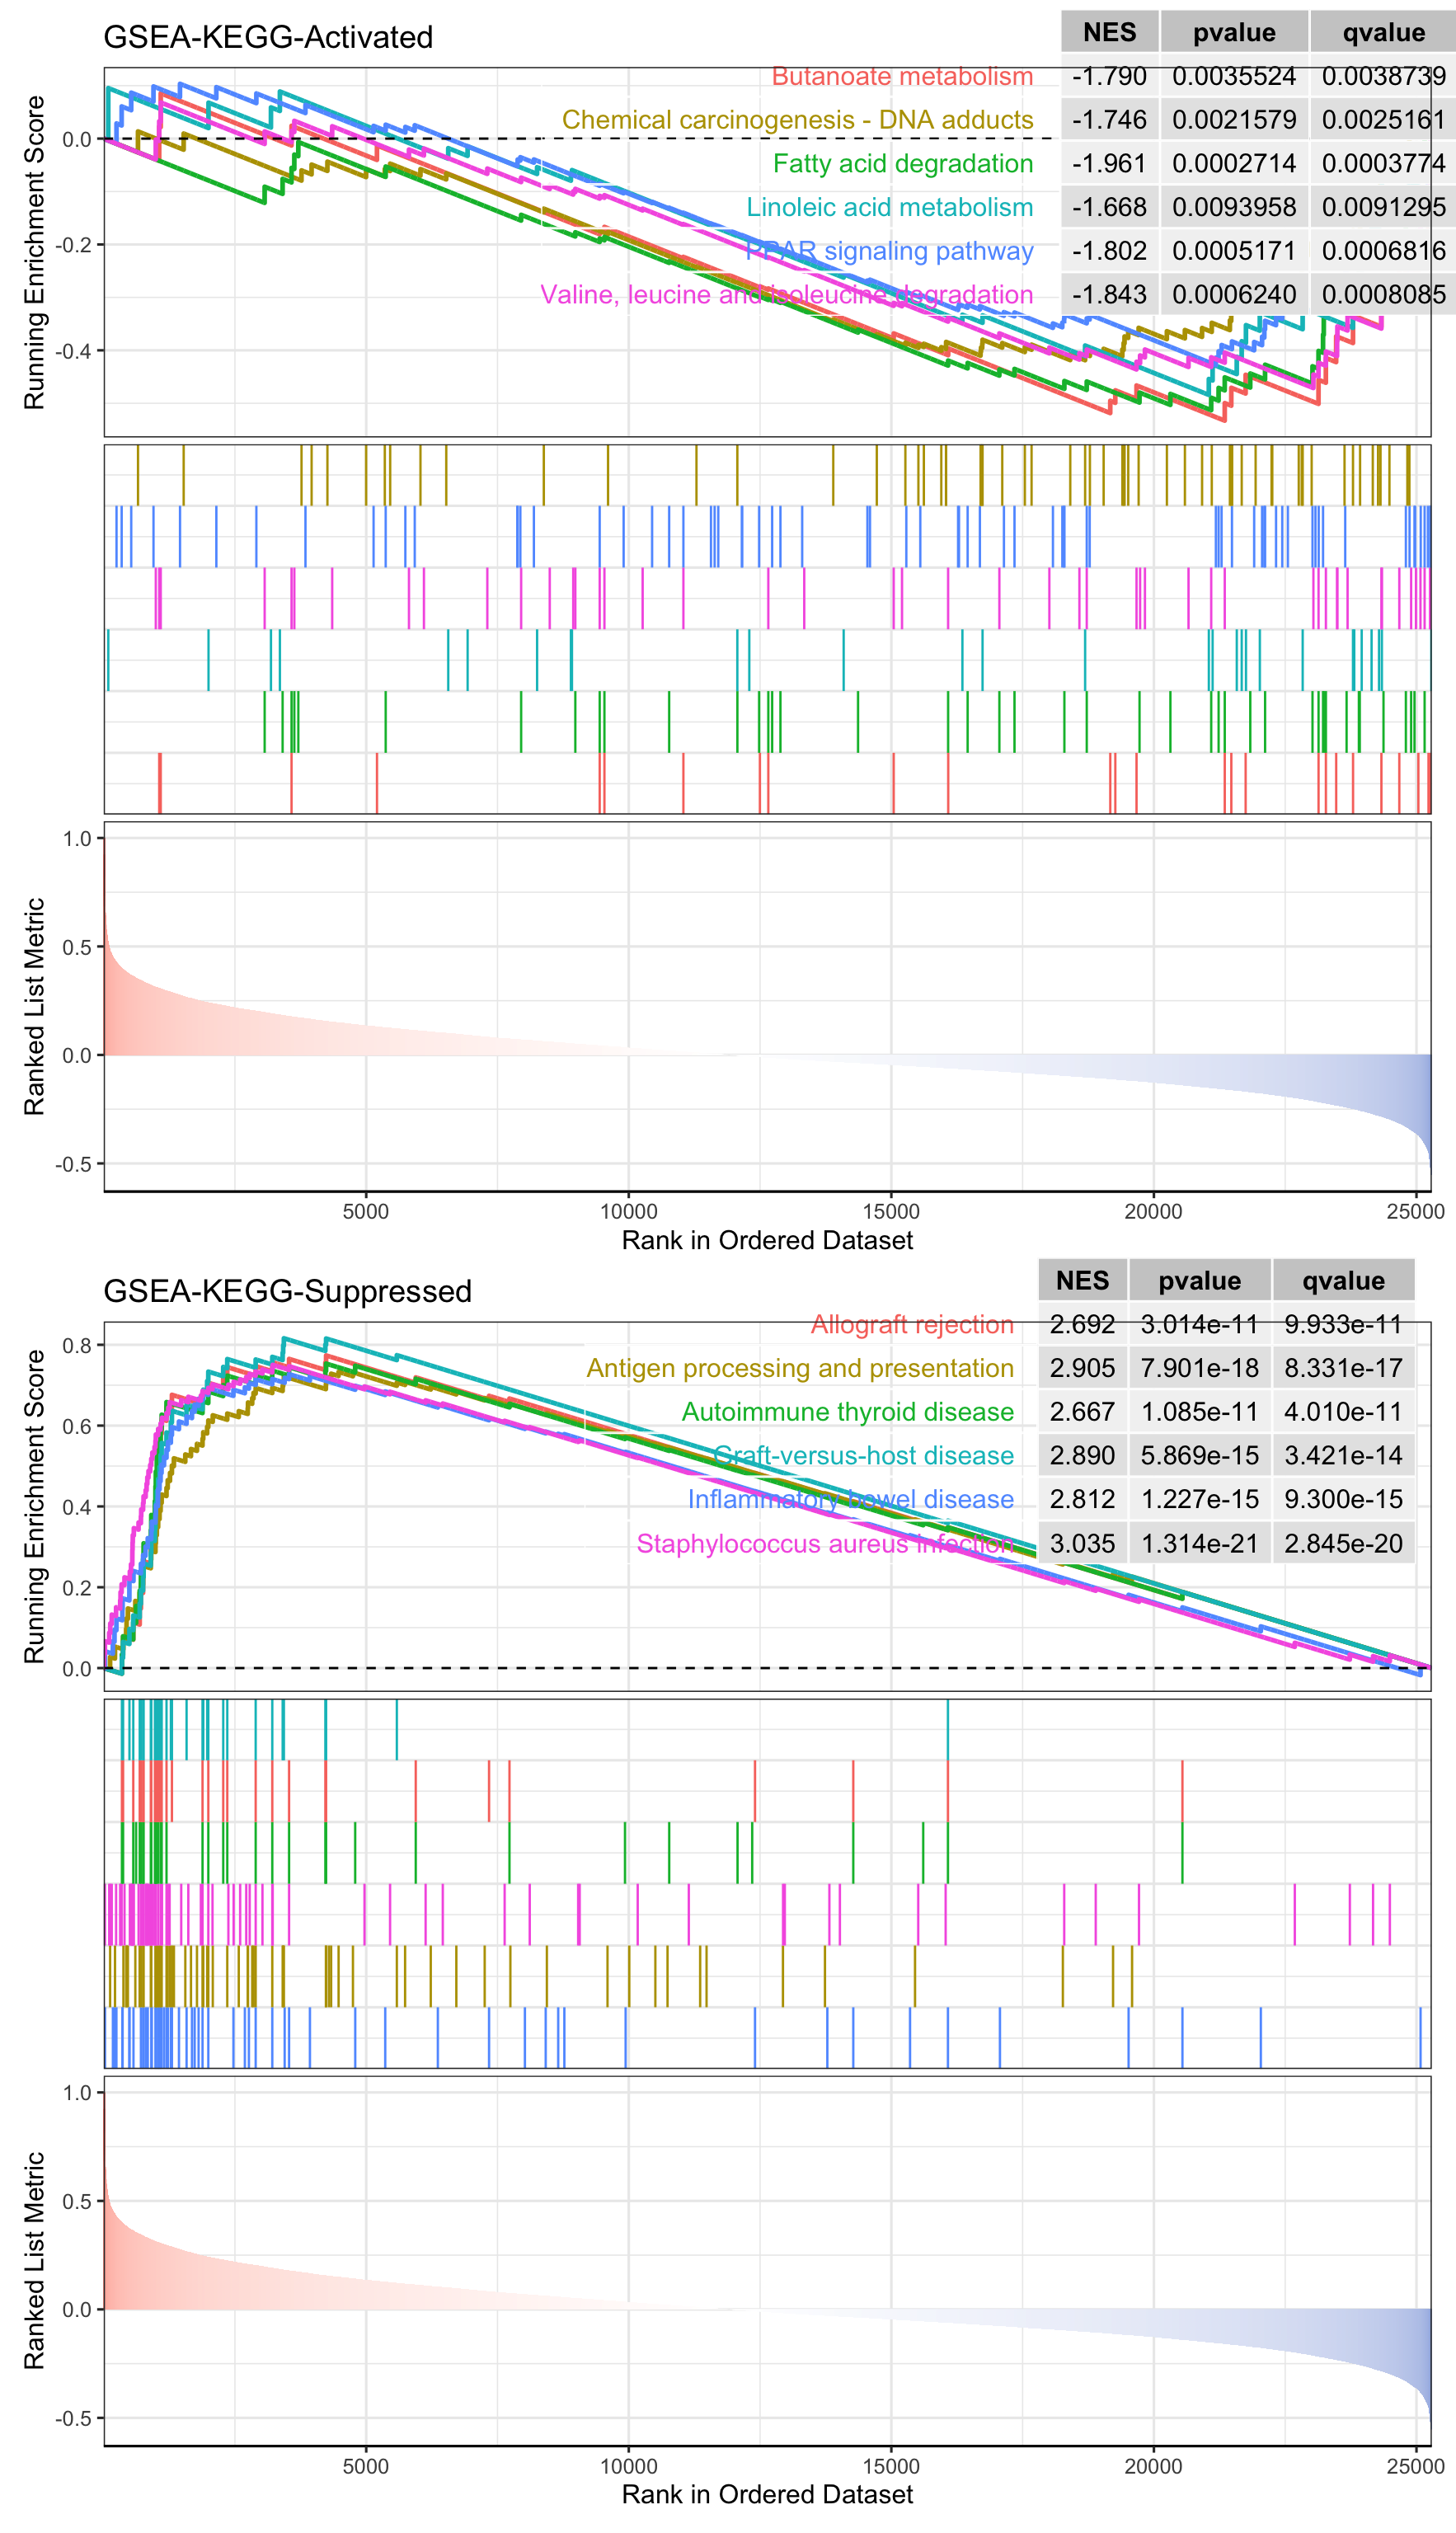 GSEA-KEGG-Activated
NES pvalue qvalue
Butanoate metabolism -1.790 0.0035524 0.0038739
Chemical carcinogenesis - DNA adducts -1.746 0.0021579 0.0025161
Fatty acid degradation -1.961 0.0002714 0.0003774
Linoleic acid metabolism -1.668 0.0093958 0.0091295
PPAR signaling pathway -1.802 0.0005171 0.0006816
Valine, leucine and isoleucine degradation -1.843 0.0006240 0.0008085
Running Enrichment Score
0.0
-0.2
-0.4
Ranked List Metric
1.0
0.5
0.0
-0.5
5000 10000 15000 20000 25000
Rank in Ordered Dataset
GSEA-KEGG-Suppressed
NES pvalue qvalue
Allograft rejection 2.692 3.014e-11 9.933e-11
Antigen processing and presentation 2.905 7.901e-18 8.331e-17
Autoimmune thyroid disease 2.667 1.085e-11 4.010e-11
Graft-versus-host disease 2.890 5.869e-15 3.421e-14
Inflammatory bowel disease 2.812 1.227e-15 9.300e-15
Staphylococcus aureus infection 3.035 1.314e-21 2.845e-20
Running Enrichment Score
0.8
0.6
0.4
0.2
0.0
Ranked List Metric
1.0
0.5
0.0
-0.5
5000 10000 15000 20000 25000
Rank in Ordered Dataset